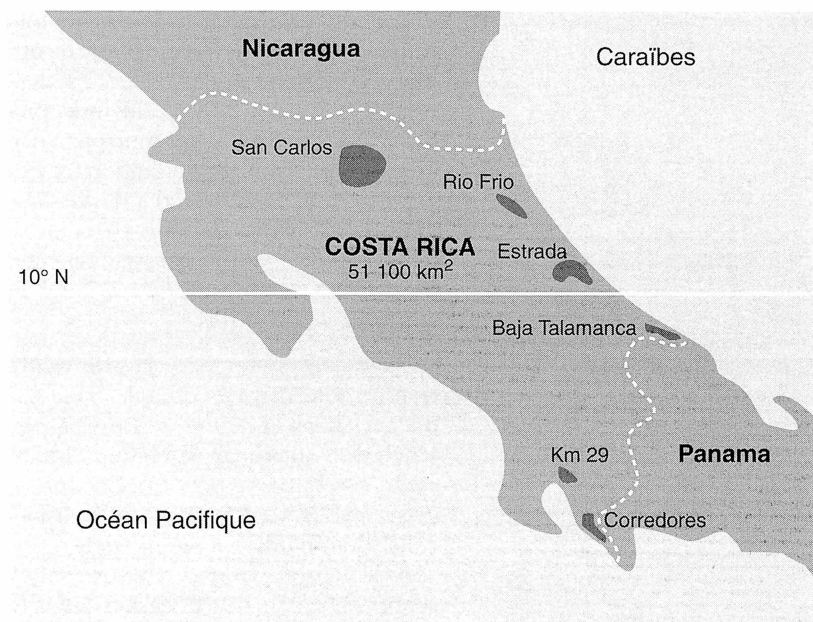 Nicaragua
Caraïbes
San Carlos
Rio Frio
COSTA RICA
51 100 km²
Estrada
10° N
Baja Talamanca
Km 29
Panama
Corredores
Océan Pacifique